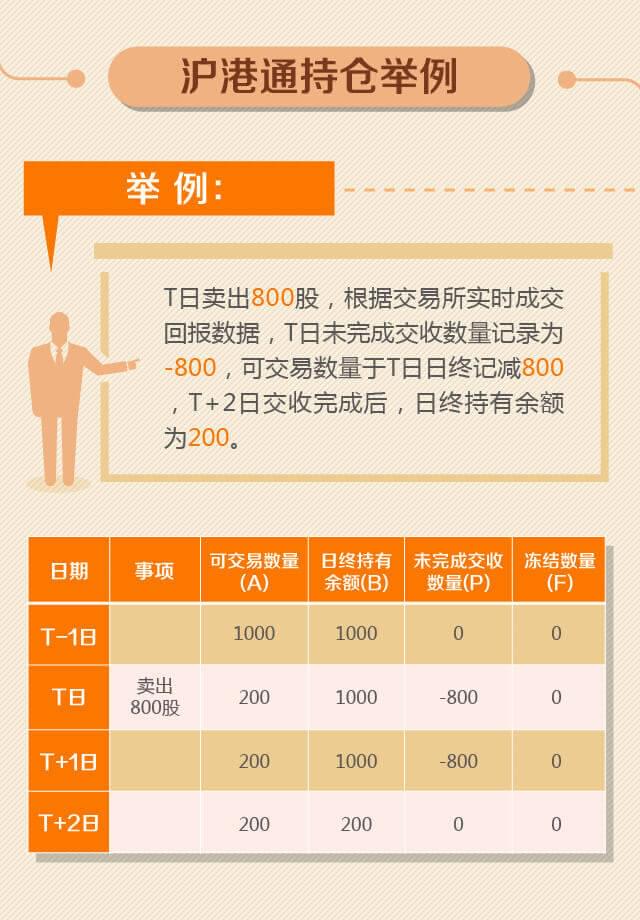 沪港通持仓举例
举 例：
T日卖出800股，根据交易所实时成交
回报数据，T日未完成交收数量记录为
-800，可交易数量于T日日终记减800
，T+2日交收完成后，日终持有余额
为200。
日期 事项 可交易数量(A) 日终持有余额(B) 未完成交收数量(P) 冻结数量(F)
T-1日 1000 1000 0 0
T日 卖出800股 200 1000 -800 0
T+1日 200 1000 -800 0
T+2日 200 200 0 0